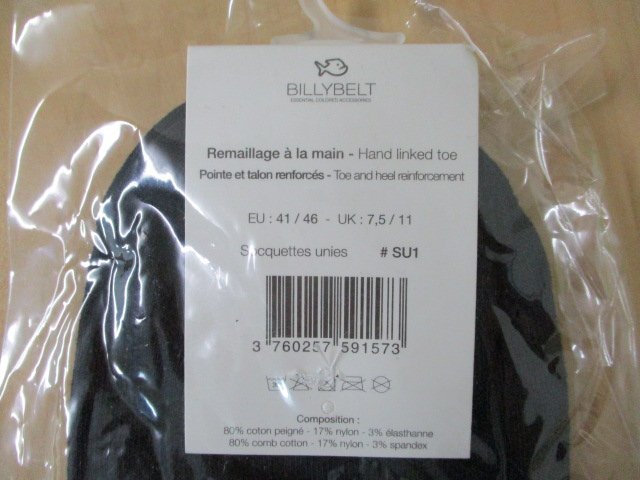 BILLYBELT
ESSENTIAL COLORED ACCESSORIES
Remaillage à la main - Hand linked toe
Pointe et talon renforcés - Toe and heel reinforcement
EU : 41 / 46 - UK : 7,5 / 11
Socquettes unies # SU1
3 760257 591573
Composition :
80% coton peigné - 17% nylon - 3% élasthanne
80% comb cotton - 17% nylon - 3% spandex